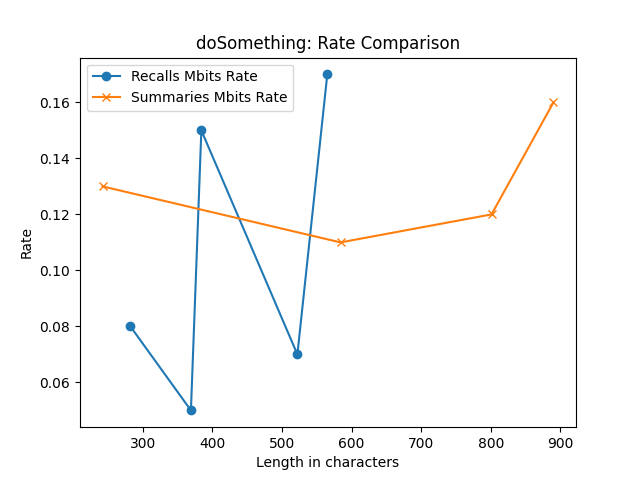 doSomething: Rate Comparison
Recalls Mbits Rate
Summaries Mbits Rate
0.16
0.14
0.12
0.10
0.08
0.06
Rate
300 400 500 600 700 800 900
Length in characters